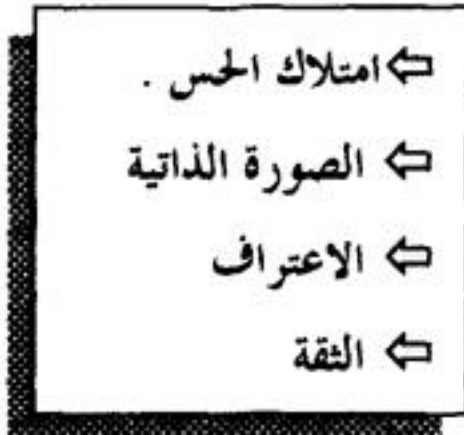 ⇦ امتلاك الحس .
⇦ الصورة الذاتية
⇦ الاعتراف
⇦ الثقة